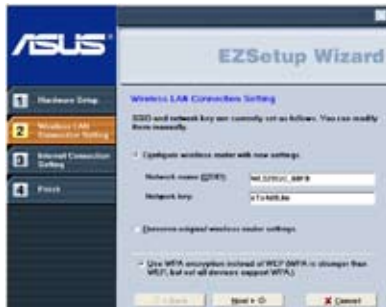 ASUS
EZSetup Wizard
1 Hardware Setup
2 Wireless LAN
Connection Setting
3 Internet Connection
Setting
4 Finish
Wireless LAN Connection Setting
SSID and network key are currently set as follows. You can modify
them manually.
Configure wireless router with new settings.
Network name (SSID):
Network key:
Preserve original wireless router settings.
Use WPA encryption instead of WEP (WPA is stronger than
WEP, but not all devices support WPA.)
< Back
Next >
Cancel